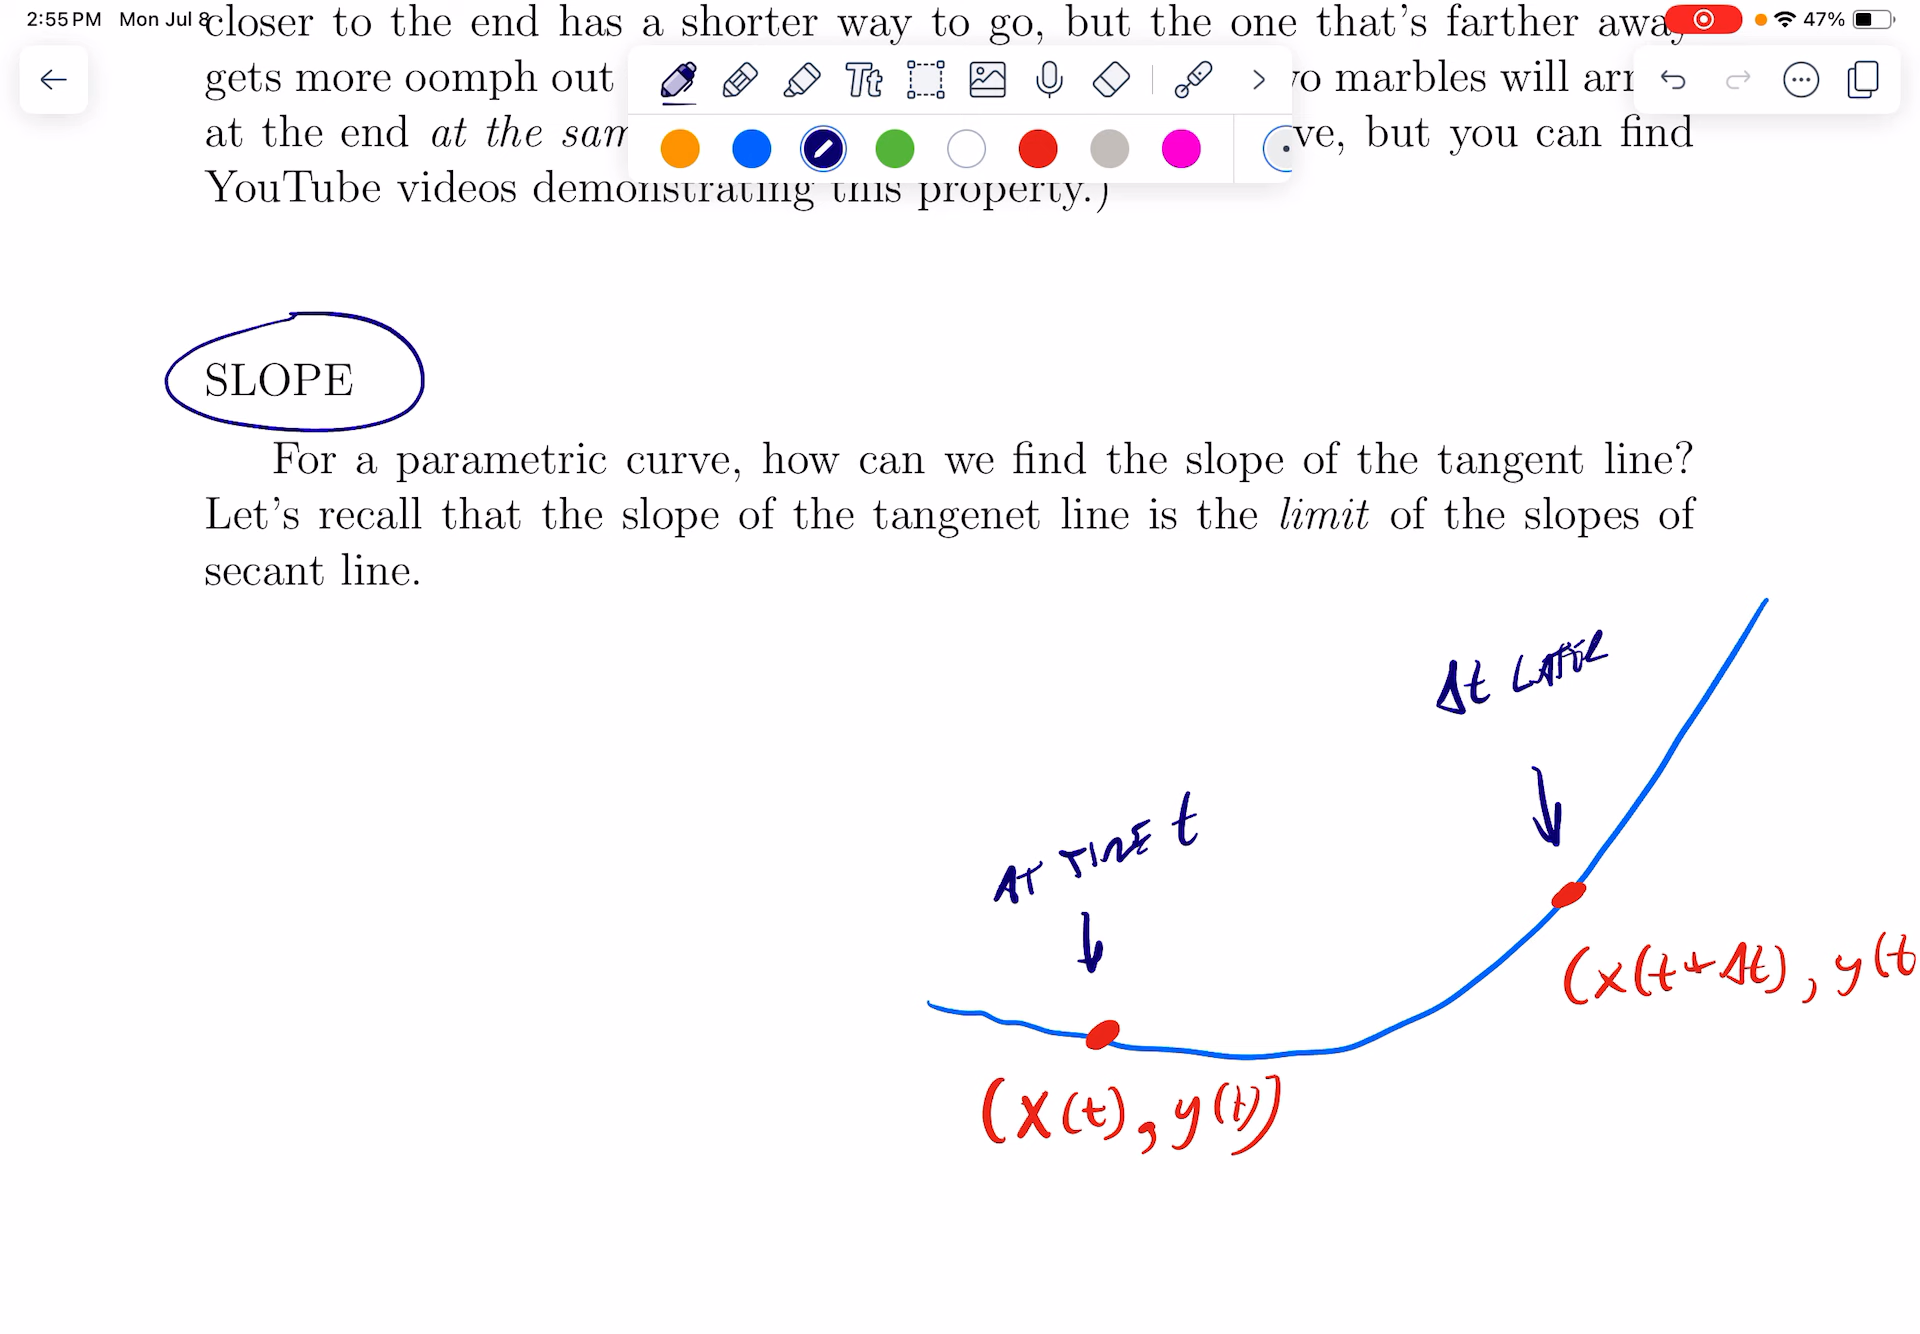 2:55 PM Mon Jul 8
47%
closer to the end has a shorter way to go, but the one that's farther away
gets more oomph out
marbles will arr
at the end at the sam
ve, but you can find
YouTube videos demonstrating this property.)
Tt
SLOPE
For a parametric curve, how can we find the slope of the tangent line?
Let's recall that the slope of the tangenet line is the limit of the slopes of
secant line.
Δt LATER
AT TIME t
(x(t+Δt), y(t
(x(t), y(t))